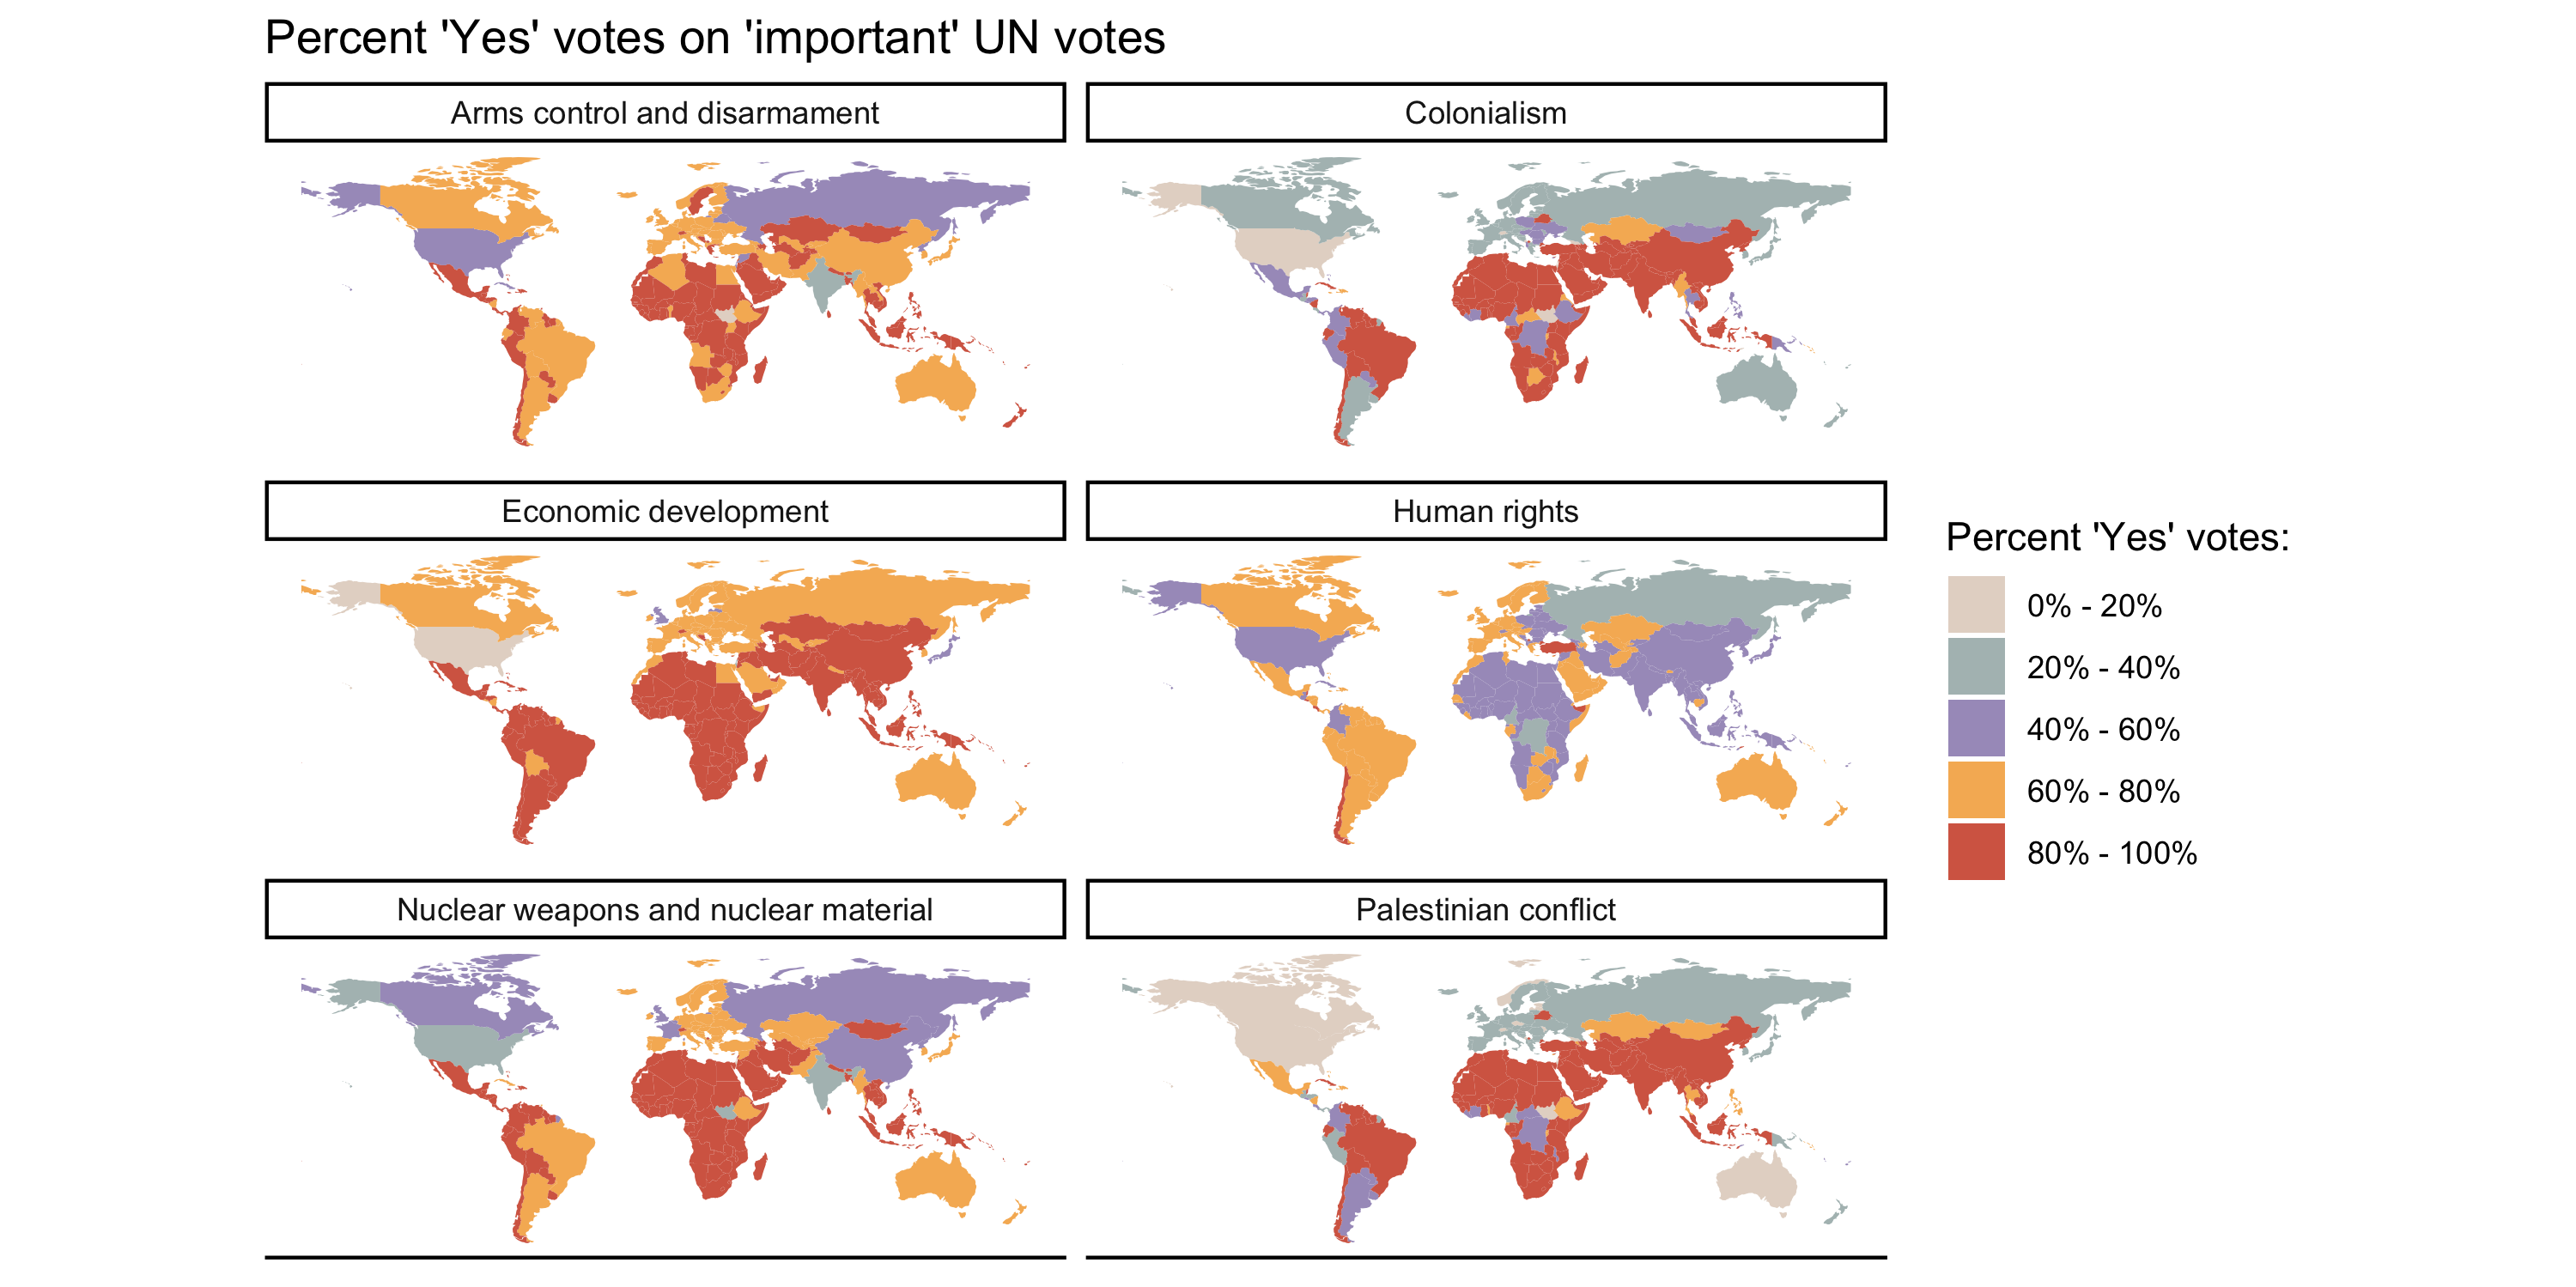 Percent 'Yes' votes on 'important' UN votes
Arms control and disarmament
Colonialism
Economic development
Human rights
Nuclear weapons and nuclear material
Palestinian conflict
Percent 'Yes' votes:
0% - 20%
20% - 40%
40% - 60%
60% - 80%
80% - 100%